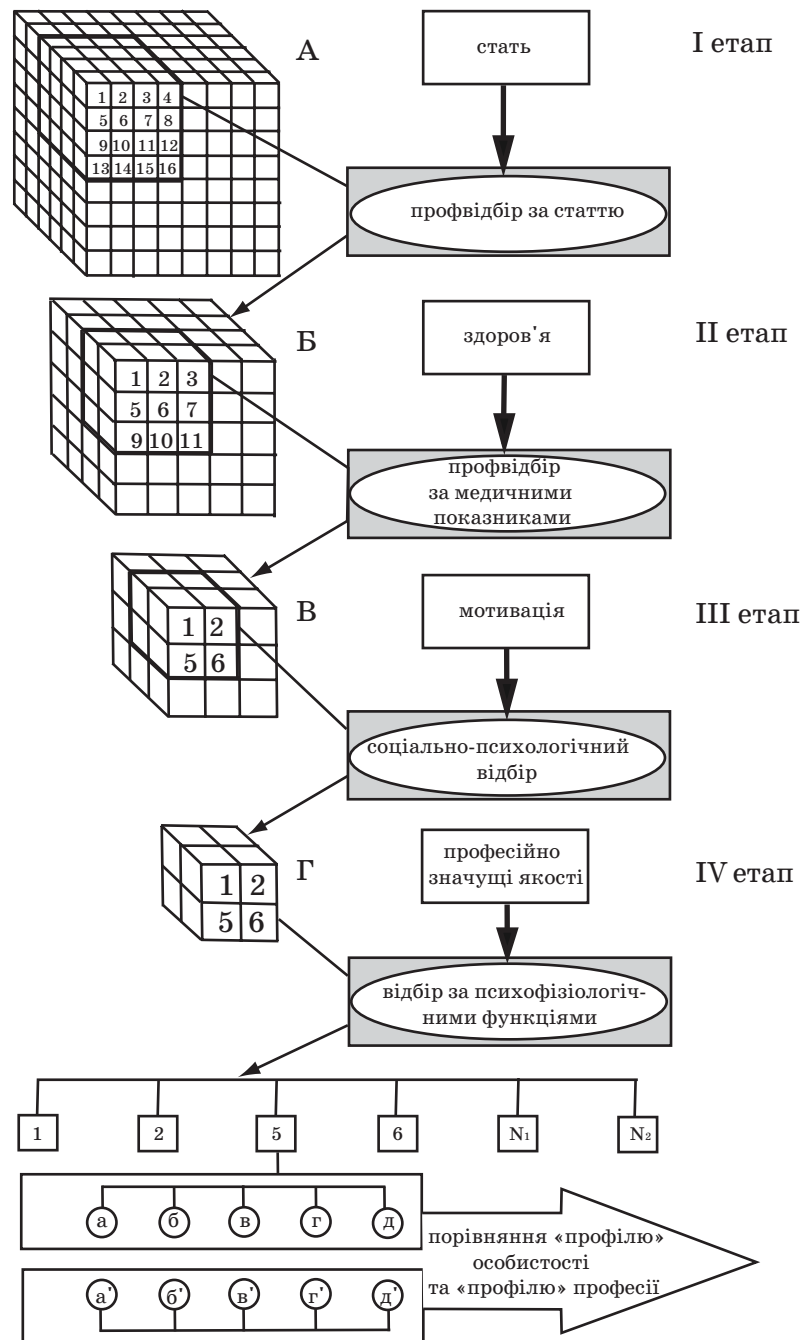 А
стать
I етап
1 2 3 4
5 6 7 8
9 10 11 12
13 14 15 16
профвідбір за статтю
Б
здоров'я
II етап
1 2 3
5 6 7
9 10 11
профвідбір
за медичними
показниками
В
мотивація
III етап
1 2
5 6
соціально-психологічний
відбір
Г
професійно
значущі якості
IV етап
1 2
5 6
відбір за психофізіологіч-
ними функціями
1 2 5 6 N₁ N₂
а б в г д
порівняння «профілю»
особистості
та «профілю» професії
а' б' в' г' д'